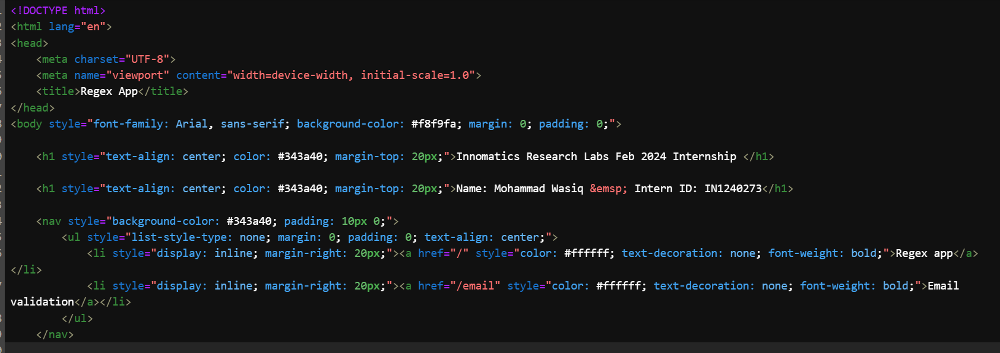 <!DOCTYPE html>
<html lang="en">
<head>
    <meta charset="UTF-8">
    <meta name="viewport" content="width=device-width, initial-scale=1.0">
    <title>Regex App</title>
</head>
<body style="font-family: Arial, sans-serif; background-color: #f8f9fa; margin: 0; padding: 0;">
    <h1 style="text-align: center; color: #343a40; margin-top: 20px;">Innomatics Research Labs Feb 2024 Internship </h1>
    <h1 style="text-align: center; color: #343a40; margin-top: 20px;">Name: Mohammad Wasiq &emsp; Intern ID: IN1240273</h1>
    <nav style="background-color: #343a40; padding: 10px 0;">
        <ul style="list-style-type: none; margin: 0; padding: 0; text-align: center;">
            <li style="display: inline; margin-right: 20px;"><a href="/" style="color: #ffffff; text-decoration: none; font-weight: bold;">Regex app</a>
</li>
            <li style="display: inline; margin-right: 20px;"><a href="/email" style="color: #ffffff; text-decoration: none; font-weight: bold;">Email
validation</a></li>
        </ul>
    </nav>